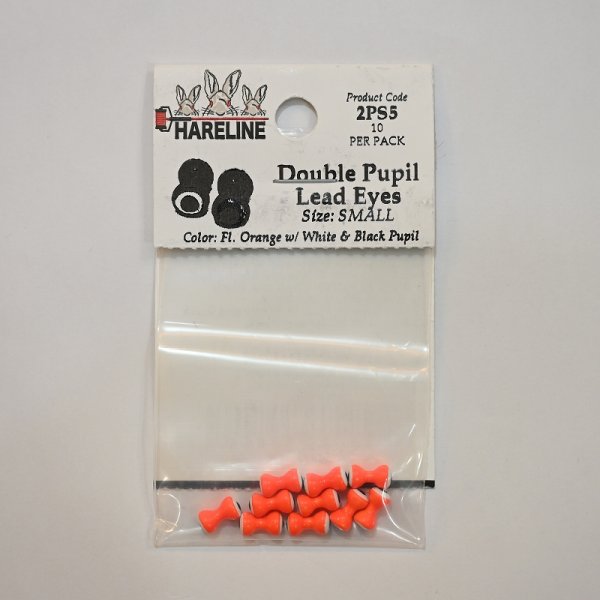 HARELINE
Product Code
2PS5
10
PER PACK
Double Pupil
Lead Eyes
Size: SMALL
Color: Fl. Orange w/ White & Black Pupil